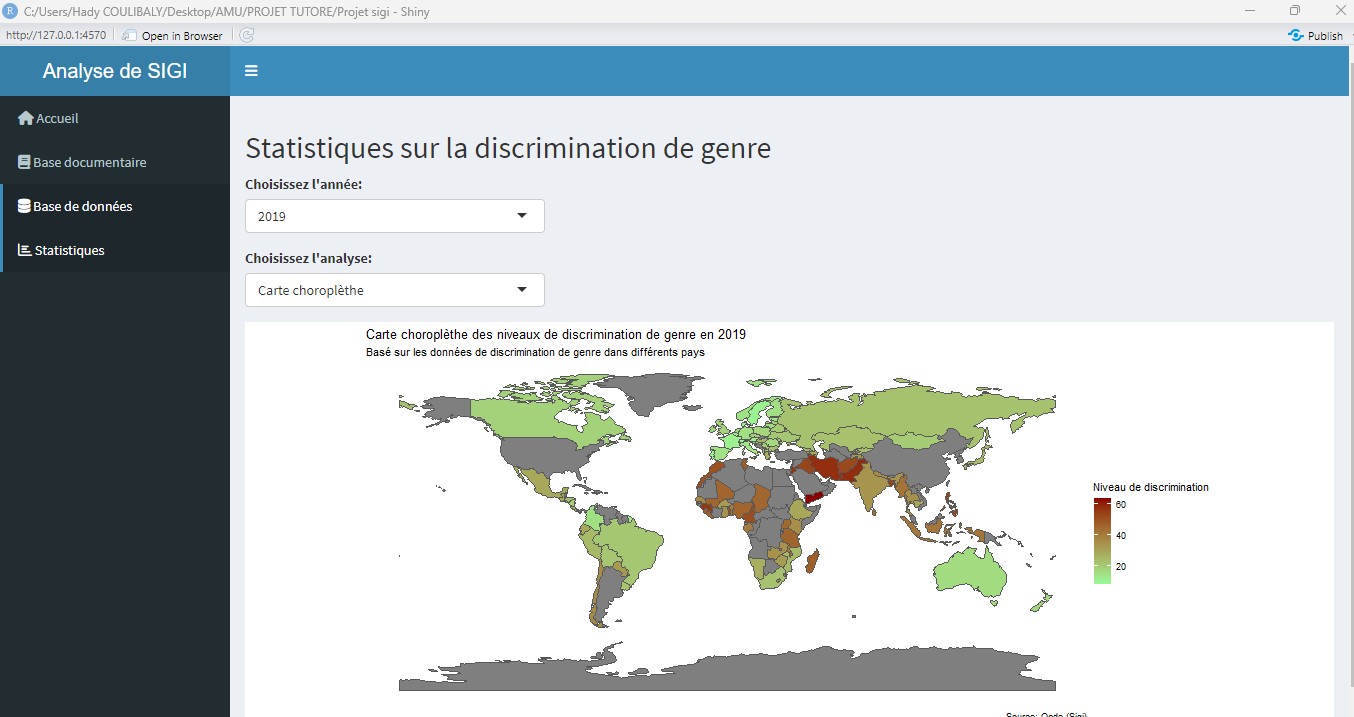 C:/Users/Hady COULIBALY/Desktop/AMU/PROJET TUTORE/Projet sigi - Shiny
http://127.0.0.1:4570 Open in Browser Publish
Analyse de SIGI
Accueil
Base documentaire
Base de données
Statistiques
Statistiques sur la discrimination de genre
Choisissez l'année:
2019
Choisissez l'analyse:
Carte choroplèthe
Carte choroplèthe des niveaux de discrimination de genre en 2019
Basé sur les données de discrimination de genre dans différents pays
Niveau de discrimination
60
40
20
Source: (Sigi)